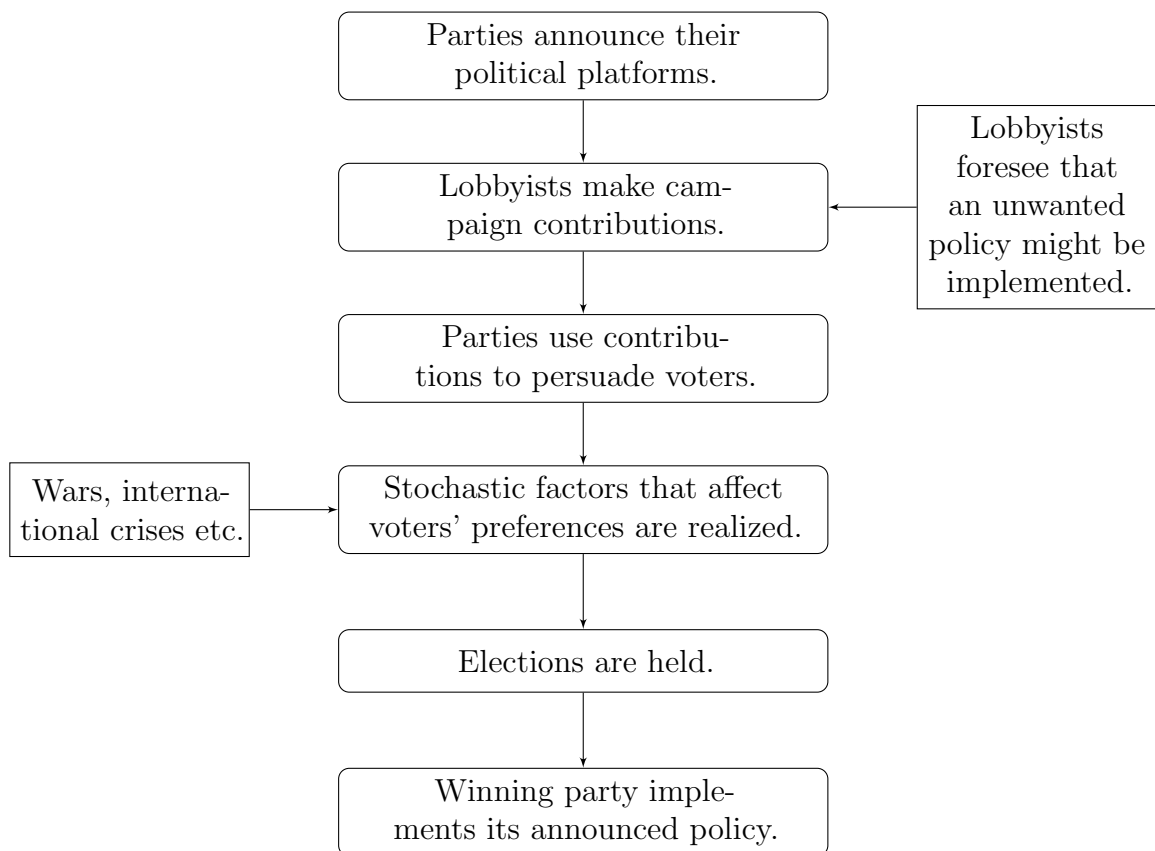 Parties announce their
political platforms.
Lobbyists make cam-
paign contributions.
Lobbyists
foresee that
an unwanted
policy might be
implemented.
Parties use contribu-
tions to persuade voters.
Wars, interna-
tional crises etc.
Stochastic factors that affect
voters’ preferences are realized.
Elections are held.
Winning party imple-
ments its announced policy.